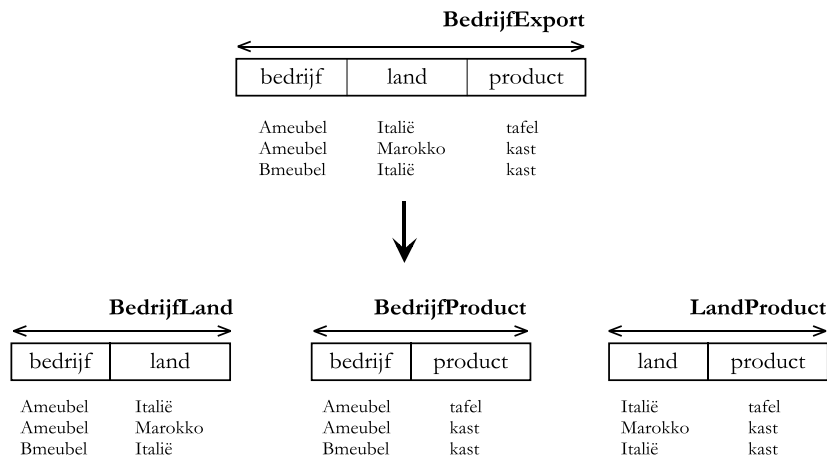 BedrijfExport
bedrijf land product
Ameubel Italië tafel
Ameubel Marokko kast
Bmeubel Italië kast
BedrijfLand BedrijfProduct LandProduct
bedrijf land bedrijf product land product
Ameubel Italië Ameubel tafel Italië tafel
Ameubel Marokko Ameubel kast Marokko kast
Bmeubel Italië Bmeubel kast Italië kast